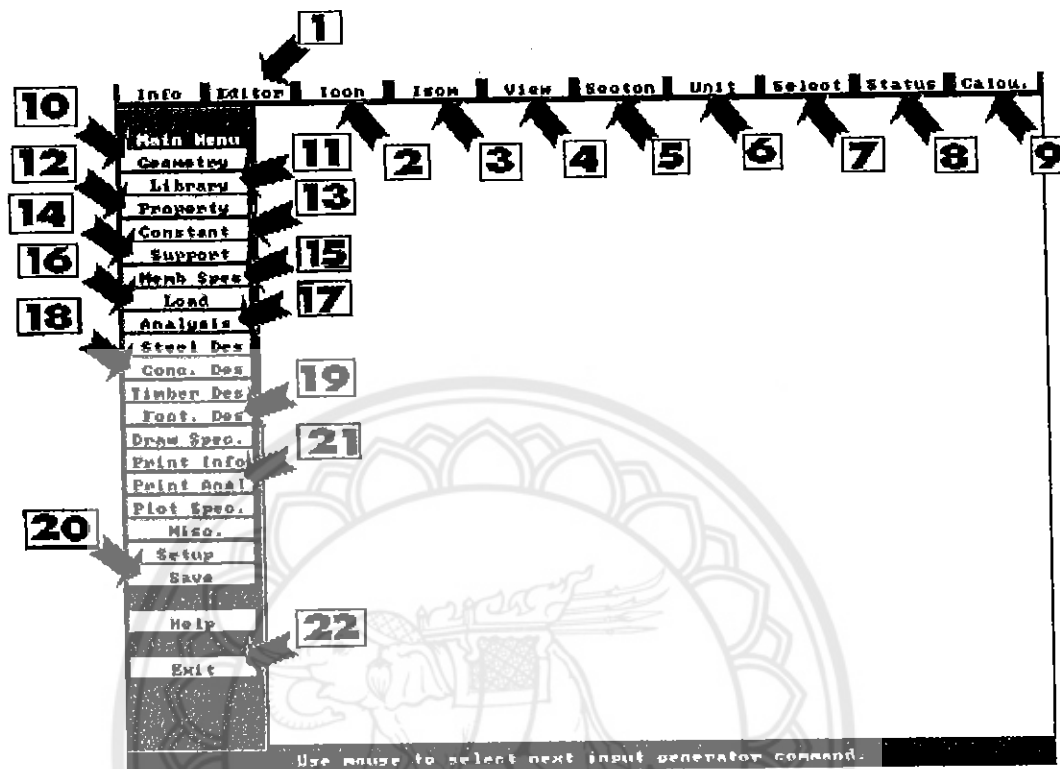 1
Info Editor Icon Isom View Secton Unit Select Status Calcu.
2 3 4 5 6 7 8 9
10
Main Menu
Geometry
11
12
Library
Property
13
14
Constant
Support
15
16
Memb Spec
Load
17
18
Analysis
Steel Des
Conc. Des
Timber Des
19
Foot. Des
Draw Spec.
21
Print Info
Print Anal
Plot Spec.
20
Misc.
Setup
Save
Help
22
Exit
Use mouse to select next input generator command.